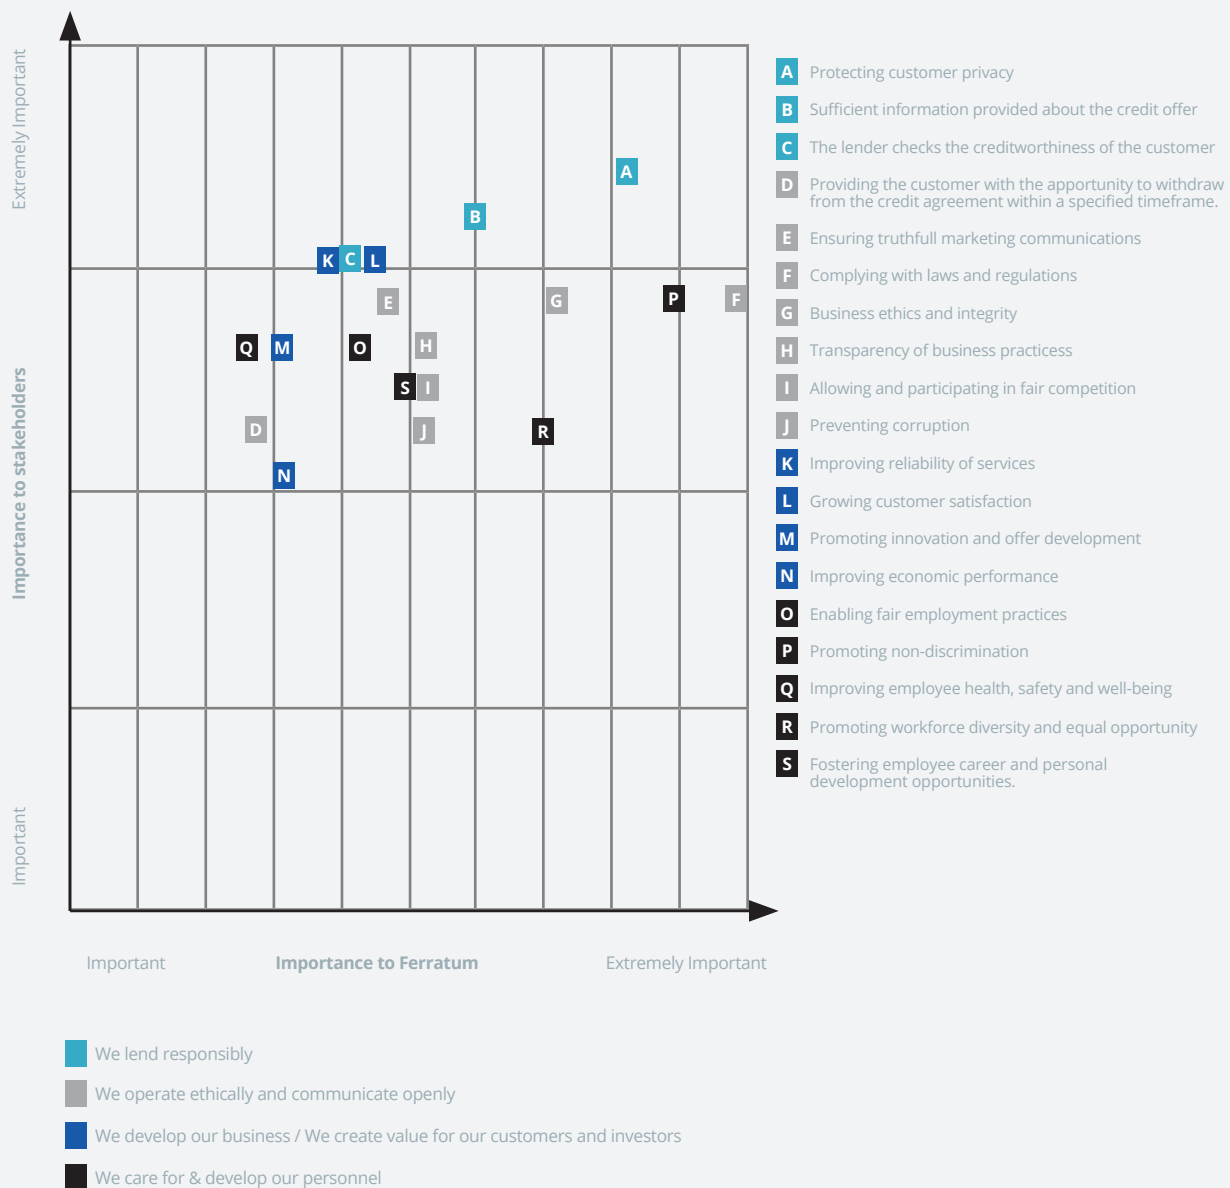 Extremely Important
Importance to stakeholders
Important
A
B
K
C
L
E
G
P
F
Q
M
O
H
S
I
D
J
R
N
Important
Importance to Ferratum
Extremely Important
A Protecting customer privacy
B Sufficient information provided about the credit offer
C The lender checks the creditworthiness of the customer
D Providing the customer with the apportunity to withdraw
from the credit agreement within a specified timeframe.
E Ensuring truthfull marketing communications
F Complying with laws and regulations
G Business ethics and integrity
H Transparency of business practicess
I Allowing and participating in fair competition
J Preventing corruption
K Improving reliability of services
L Growing customer satisfaction
M Promoting innovation and offer development
N Improving economic performance
O Enabling fair employment practices
P Promoting non-discrimination
Q Improving employee health, safety and well-being
R Promoting workforce diversity and equal opportunity
S Fostering employee career and personal
development opportunities.
We lend responsibly
We operate ethically and communicate openly
We develop our business / We create value for our customers and investors
We care for & develop our personnel